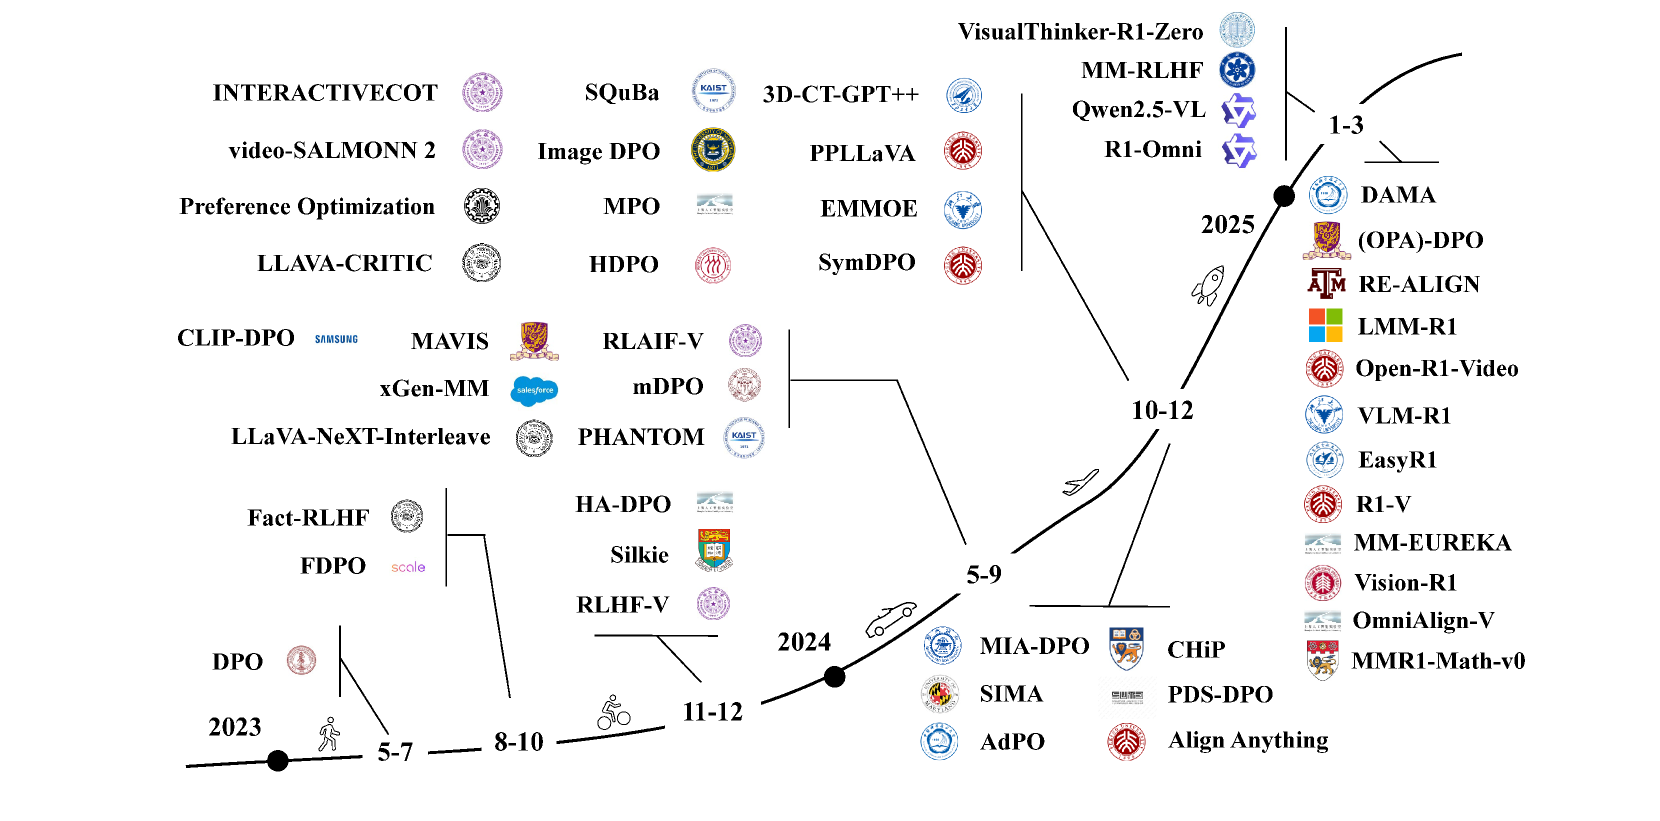 VisualThinker-R1-Zero
MM-RLHF
Qwen2.5-VL
R1-Omni
1-3
INTERACTIVECOT
SQuBa
KAIST
3D-CT-GPT++
video-SALMONN 2
Image DPO
PPLLaVA
Preference Optimization
MPO
EMMOE
LLAVA-CRITIC
HDPO
SymDPO
2025
DAMA
(OPA)-DPO
ATM
RE-ALIGN
LMM-R1
Open-R1-Video
VLM-R1
EasyR1
R1-V
MM-EUREKA
Vision-R1
OmniAlign-V
MMR1-Math-v0
CLIP-DPO
SAMSUNG
MAVIS
RLAIF-V
xGen-MM
salesforce
mDPO
LLaVA-NeXT-Interleave
PHANTOM
KAIST
10-12
Fact-RLHF
HA-DPO
FDPO
scale
Silkie
RLHF-V
5-9
2024
MIA-DPO
CHiP
SIMA
PDS-DPO
AdPO
Align Anything
DPO
2023
5-7
8-10
11-12